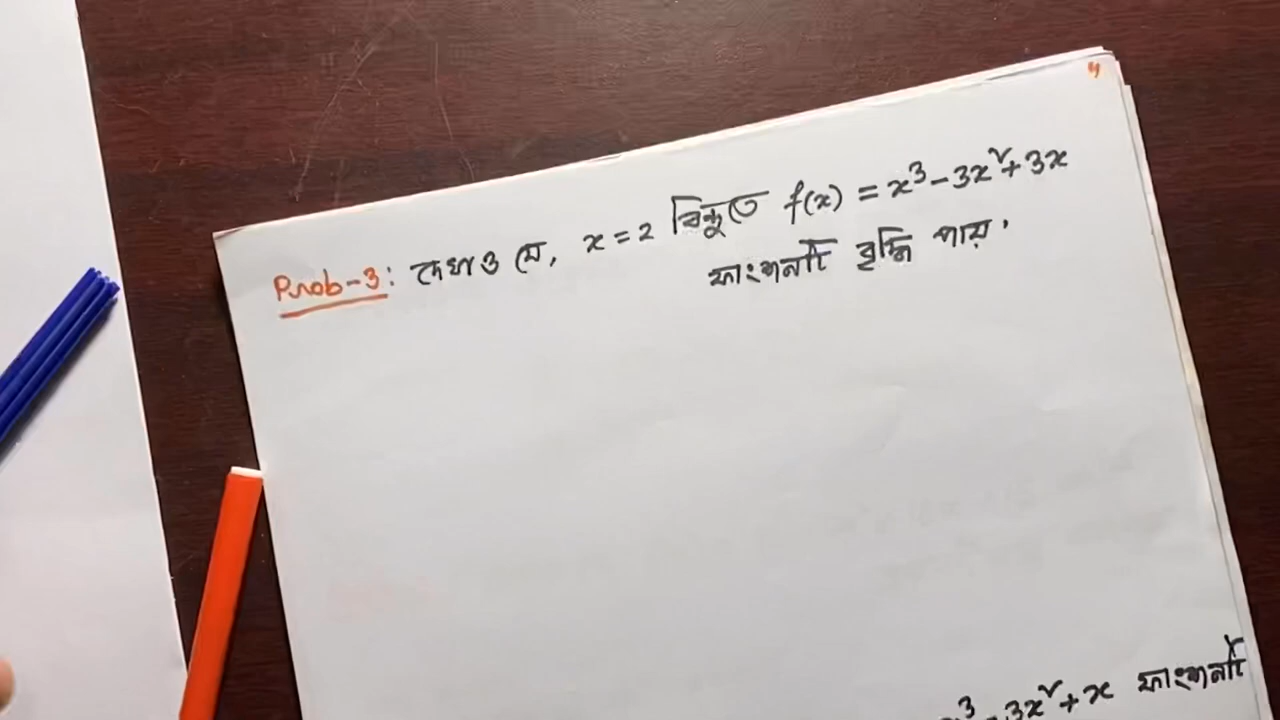 Prob-3: দেখাও যে, x = 2 বিন্দুতে f(x) = x³ - 3x² + 3x
ফাংশনটি বৃদ্ধি পায়.
3x² + x ফাংশনটি